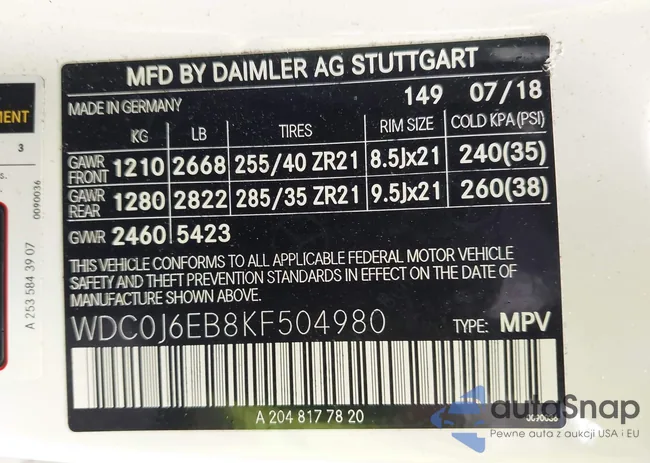 MFD BY DAIMLER AG STUTTGART
MADE IN GERMANY 149 07/18
KG LB TIRES RIM SIZE COLD KPA(PSI)
GAWR FRONT 1210 2668 255/40 ZR21 8.5Jx21 240(35)
GAWR REAR 1280 2822 285/35 ZR21 9.5Jx21 260(38)
GVWR 2460 5423
THIS VEHICLE CONFORMS TO ALL APPLICABLE FEDERAL MOTOR VEHICLE
SAFETY AND THEFT PREVENTION STANDARDS IN EFFECT ON THE DATE OF
MANUFACTURE SHOWN ABOVE.
WDC0J6EB8KF504980 TYPE: MPV
A 204 817 78 20
0090036
3
s.
0090036
A 253 584 39 07
autaSnap
Pewne auta z aukcji USA i EU